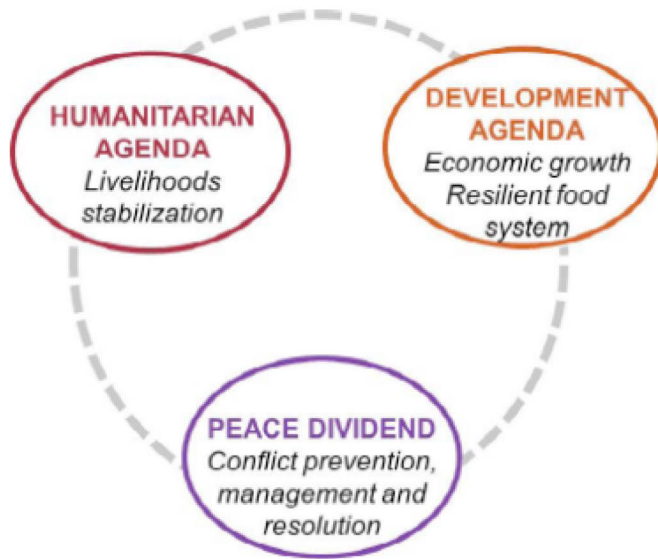 HUMANITARIAN
AGENDA
Livelihoods
stabilization
DEVELOPMENT
AGENDA
Economic growth
Resilient food
system
PEACE DIVIDEND
Conflict prevention,
management and
resolution